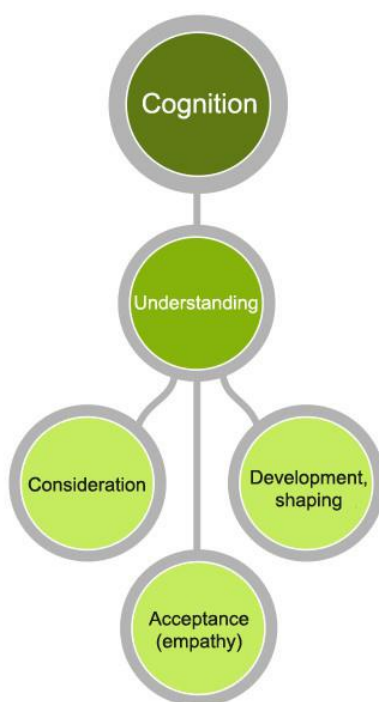 Cognition
Understanding
Consideration
Development,
shaping
Acceptance
(empathy)